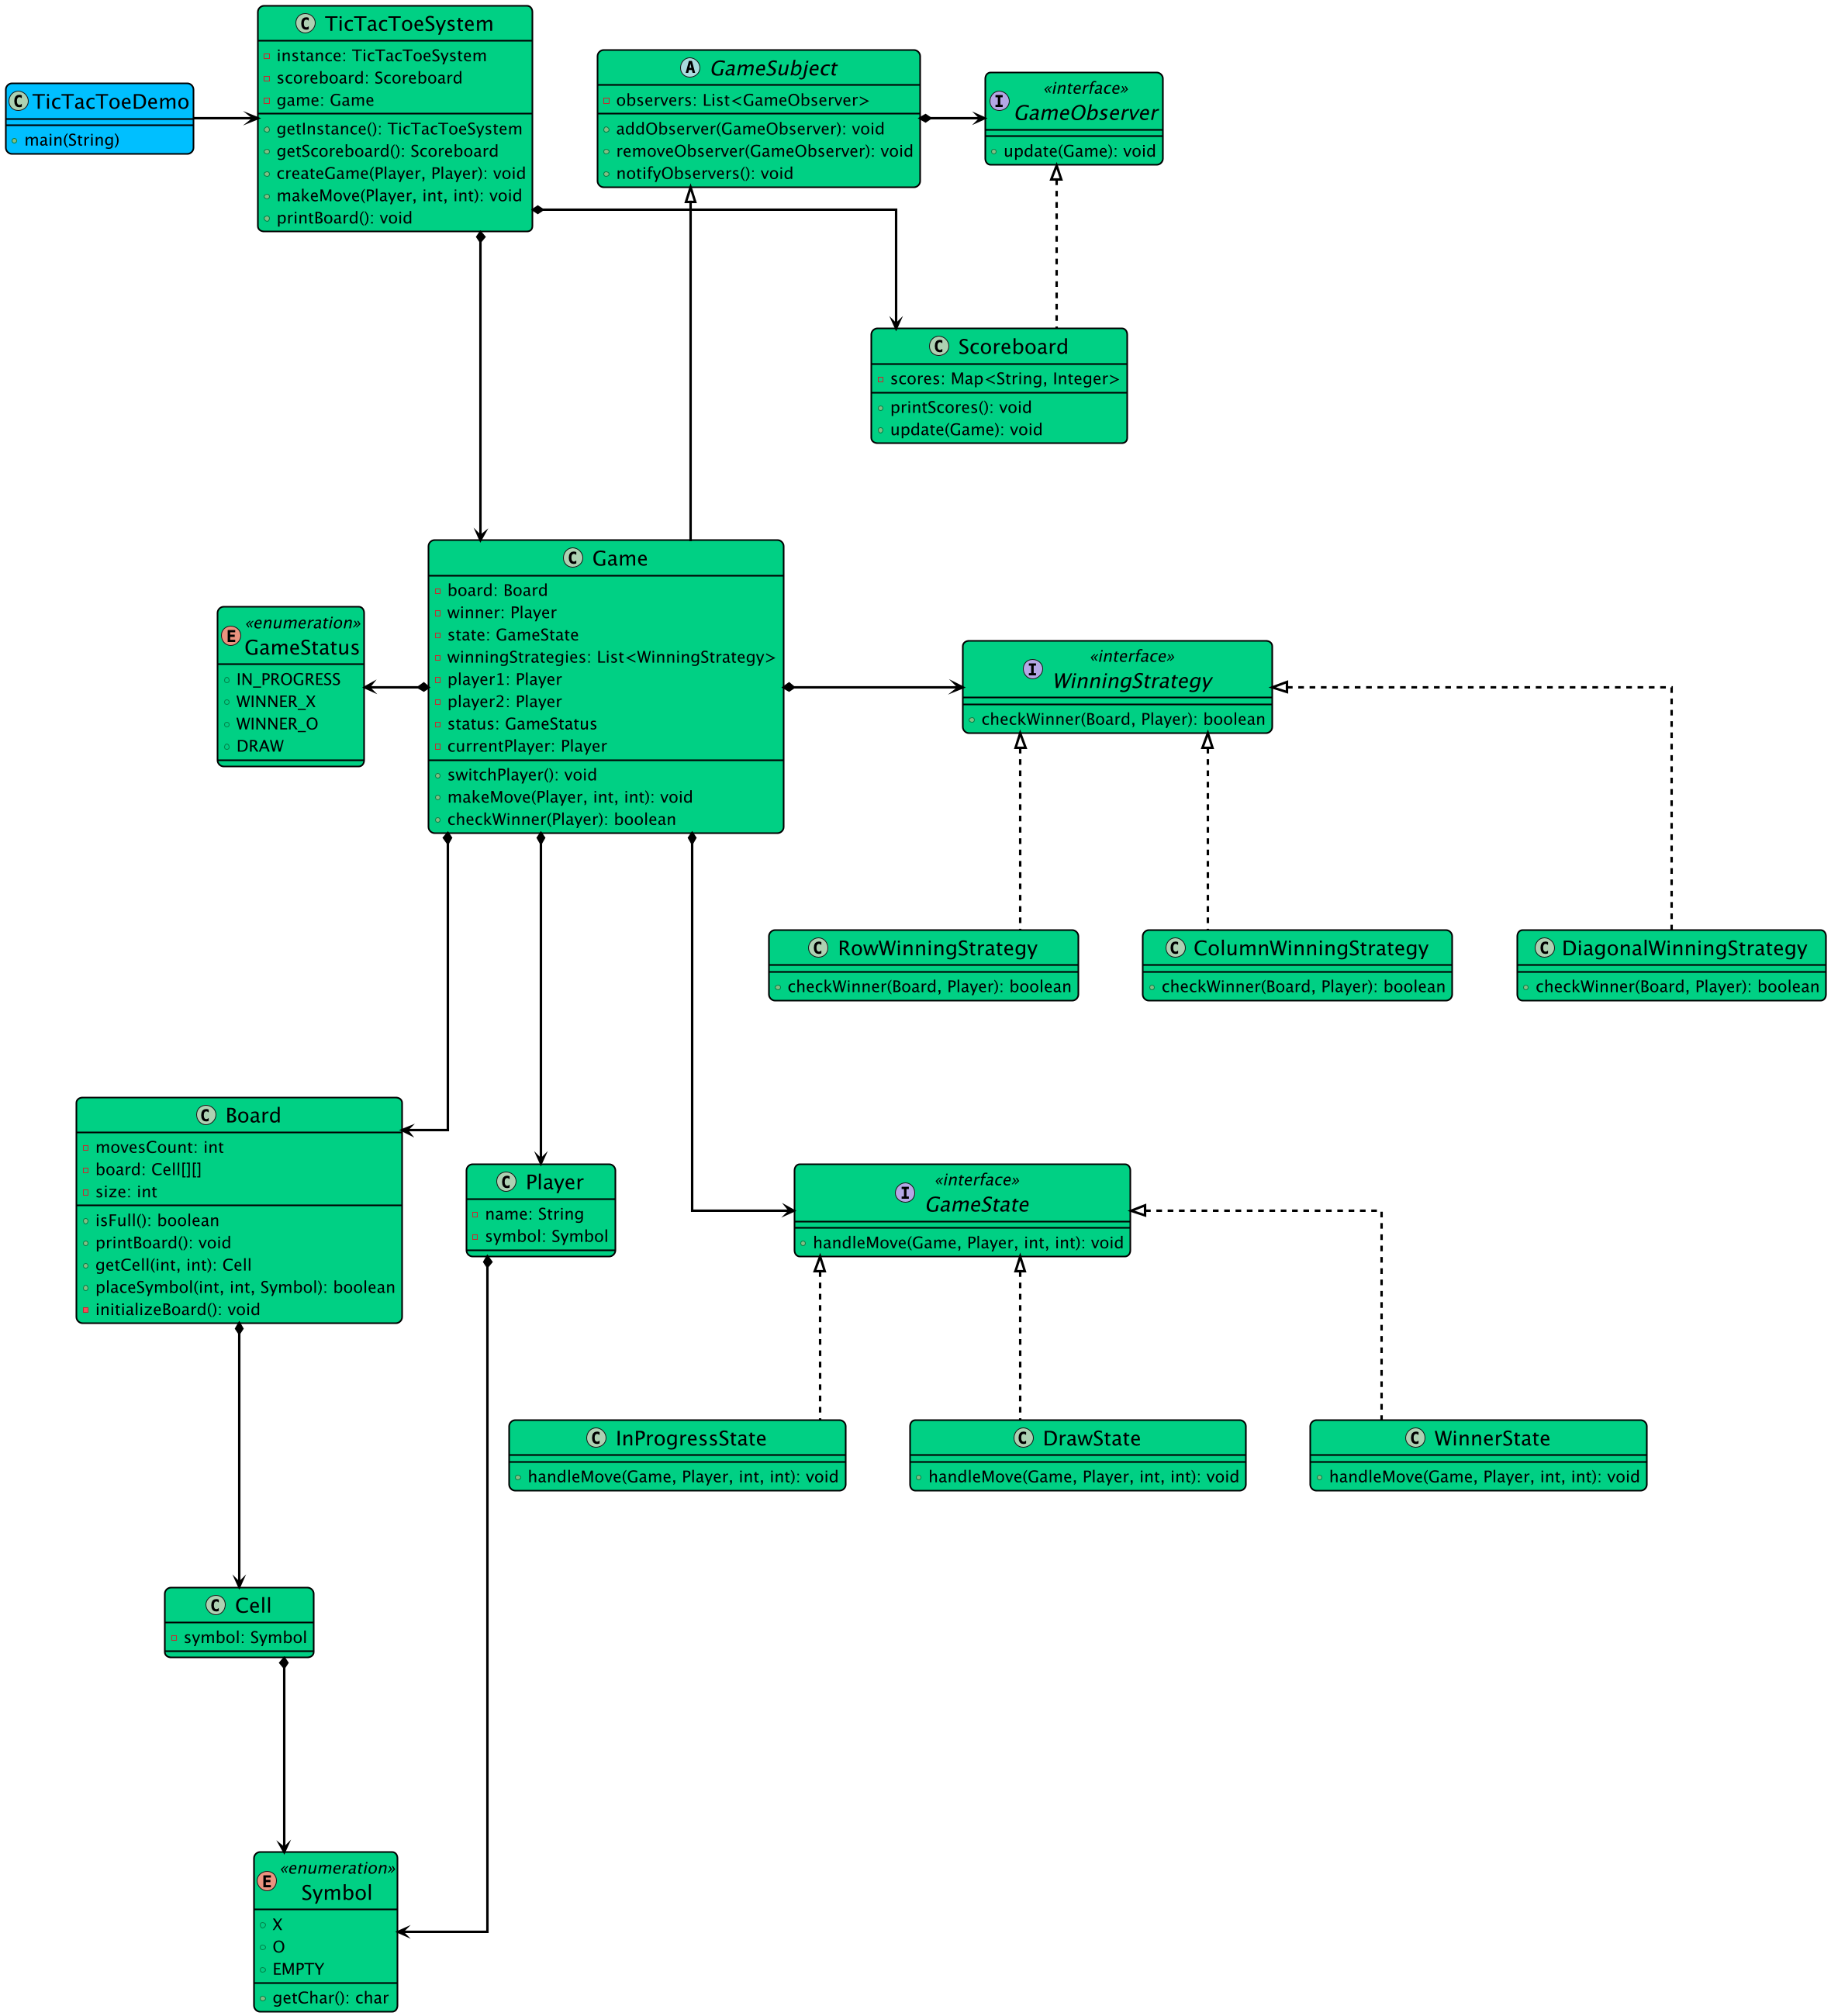 C TicTacToeDemo
main(String)
C TicTacToeSystem
instance: TicTacToeSystem
scoreboard: Scoreboard
game: Game
getInstance(): TicTacToeSystem
getScoreboard(): Scoreboard
createGame(Player, Player): void
makeMove(Player, int, int): void
printBoard(): void
A GameSubject
observers: List<GameObserver>
addObserver(GameObserver): void
removeObserver(GameObserver): void
notifyObservers(): void
«interface»
I GameObserver
update(Game): void
C Scoreboard
scores: Map<String, Integer>
printScores(): void
update(Game): void
C Game
board: Board
winner: Player
state: GameState
winningStrategies: List<WinningStrategy>
player1: Player
player2: Player
status: GameStatus
currentPlayer: Player
switchPlayer(): void
makeMove(Player, int, int): void
checkWinner(Player): boolean
«enumeration»
E GameStatus
IN_PROGRESS
WINNER_X
WINNER_O
DRAW
«interface»
I WinningStrategy
checkWinner(Board, Player): boolean
C RowWinningStrategy
checkWinner(Board, Player): boolean
C ColumnWinningStrategy
checkWinner(Board, Player): boolean
C DiagonalWinningStrategy
checkWinner(Board, Player): boolean
C Board
movesCount: int
board: Cell[][]
size: int
isFull(): boolean
printBoard(): void
getCell(int, int): Cell
placeSymbol(int, int, Symbol): boolean
initializeBoard(): void
C Player
name: String
symbol: Symbol
«interface»
I GameState
handleMove(Game, Player, int, int): void
C InProgressState
handleMove(Game, Player, int, int): void
C DrawState
handleMove(Game, Player, int, int): void
C WinnerState
handleMove(Game, Player, int, int): void
C Cell
symbol: Symbol
«enumeration»
E Symbol
X
O
EMPTY
getChar(): char